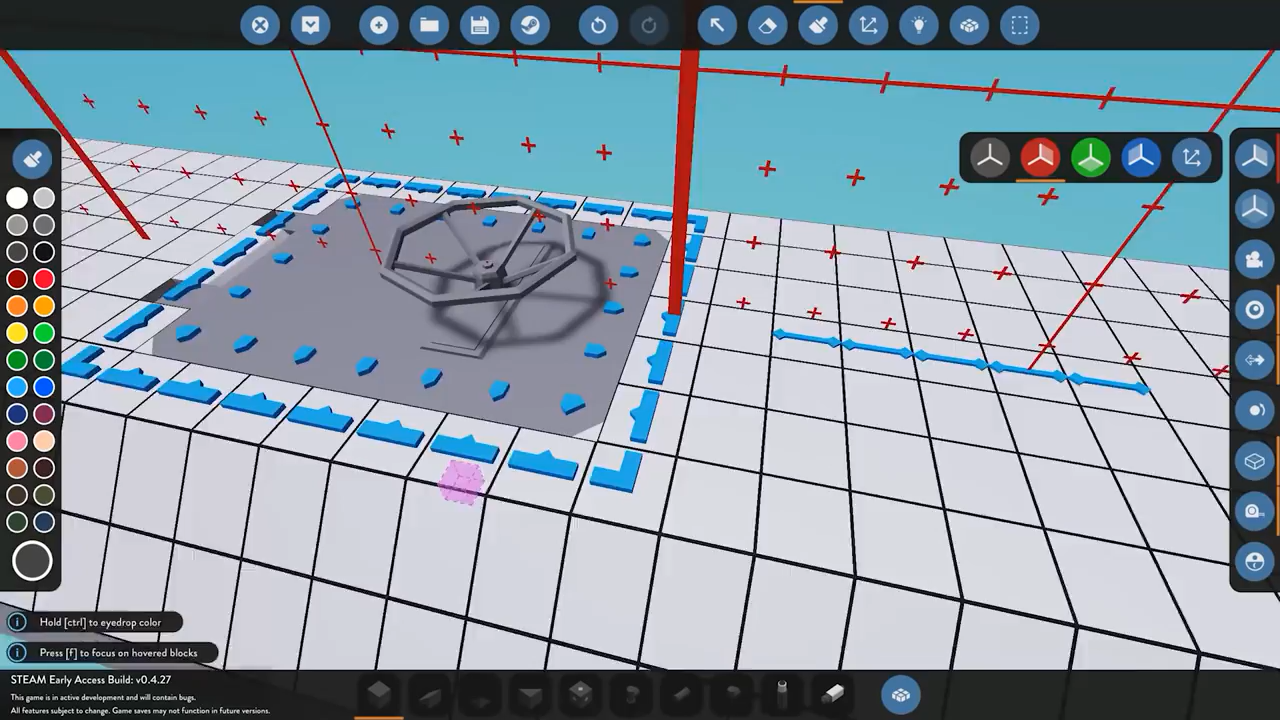 Hold [ctrl] to eyedrop color
Press [f] to focus on hovered blocks
STEAM Early Access Build: v0.4.27
This game is in active development and will contain bugs.
All features subject to change. Game saves may not function in future versions.